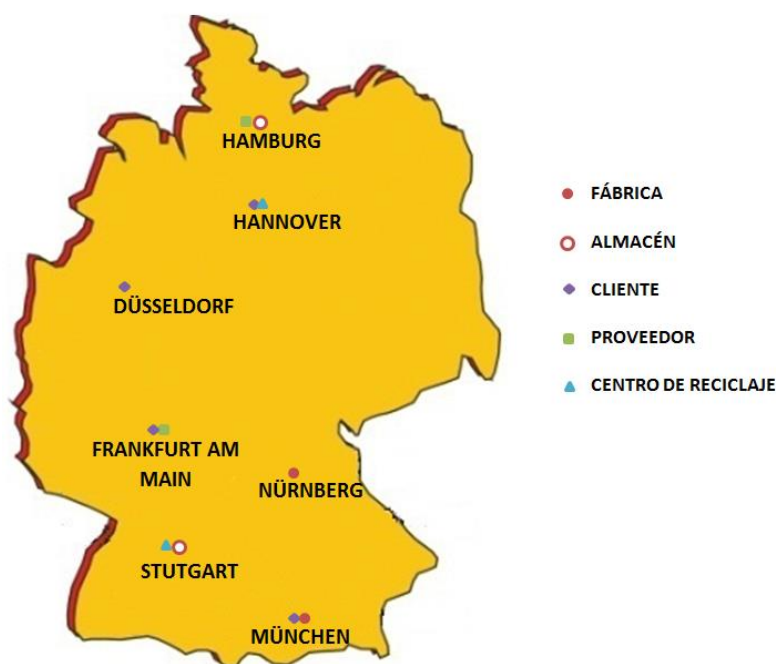 HAMBURG
HANNOVER
DÜSSELDORF
FRANKFURT AM
MAIN
NÜRNBERG
STUTGART
MÜNCHEN
FÁBRICA
ALMACÉN
CLIENTE
PROVEEDOR
CENTRO DE RECICLAJE